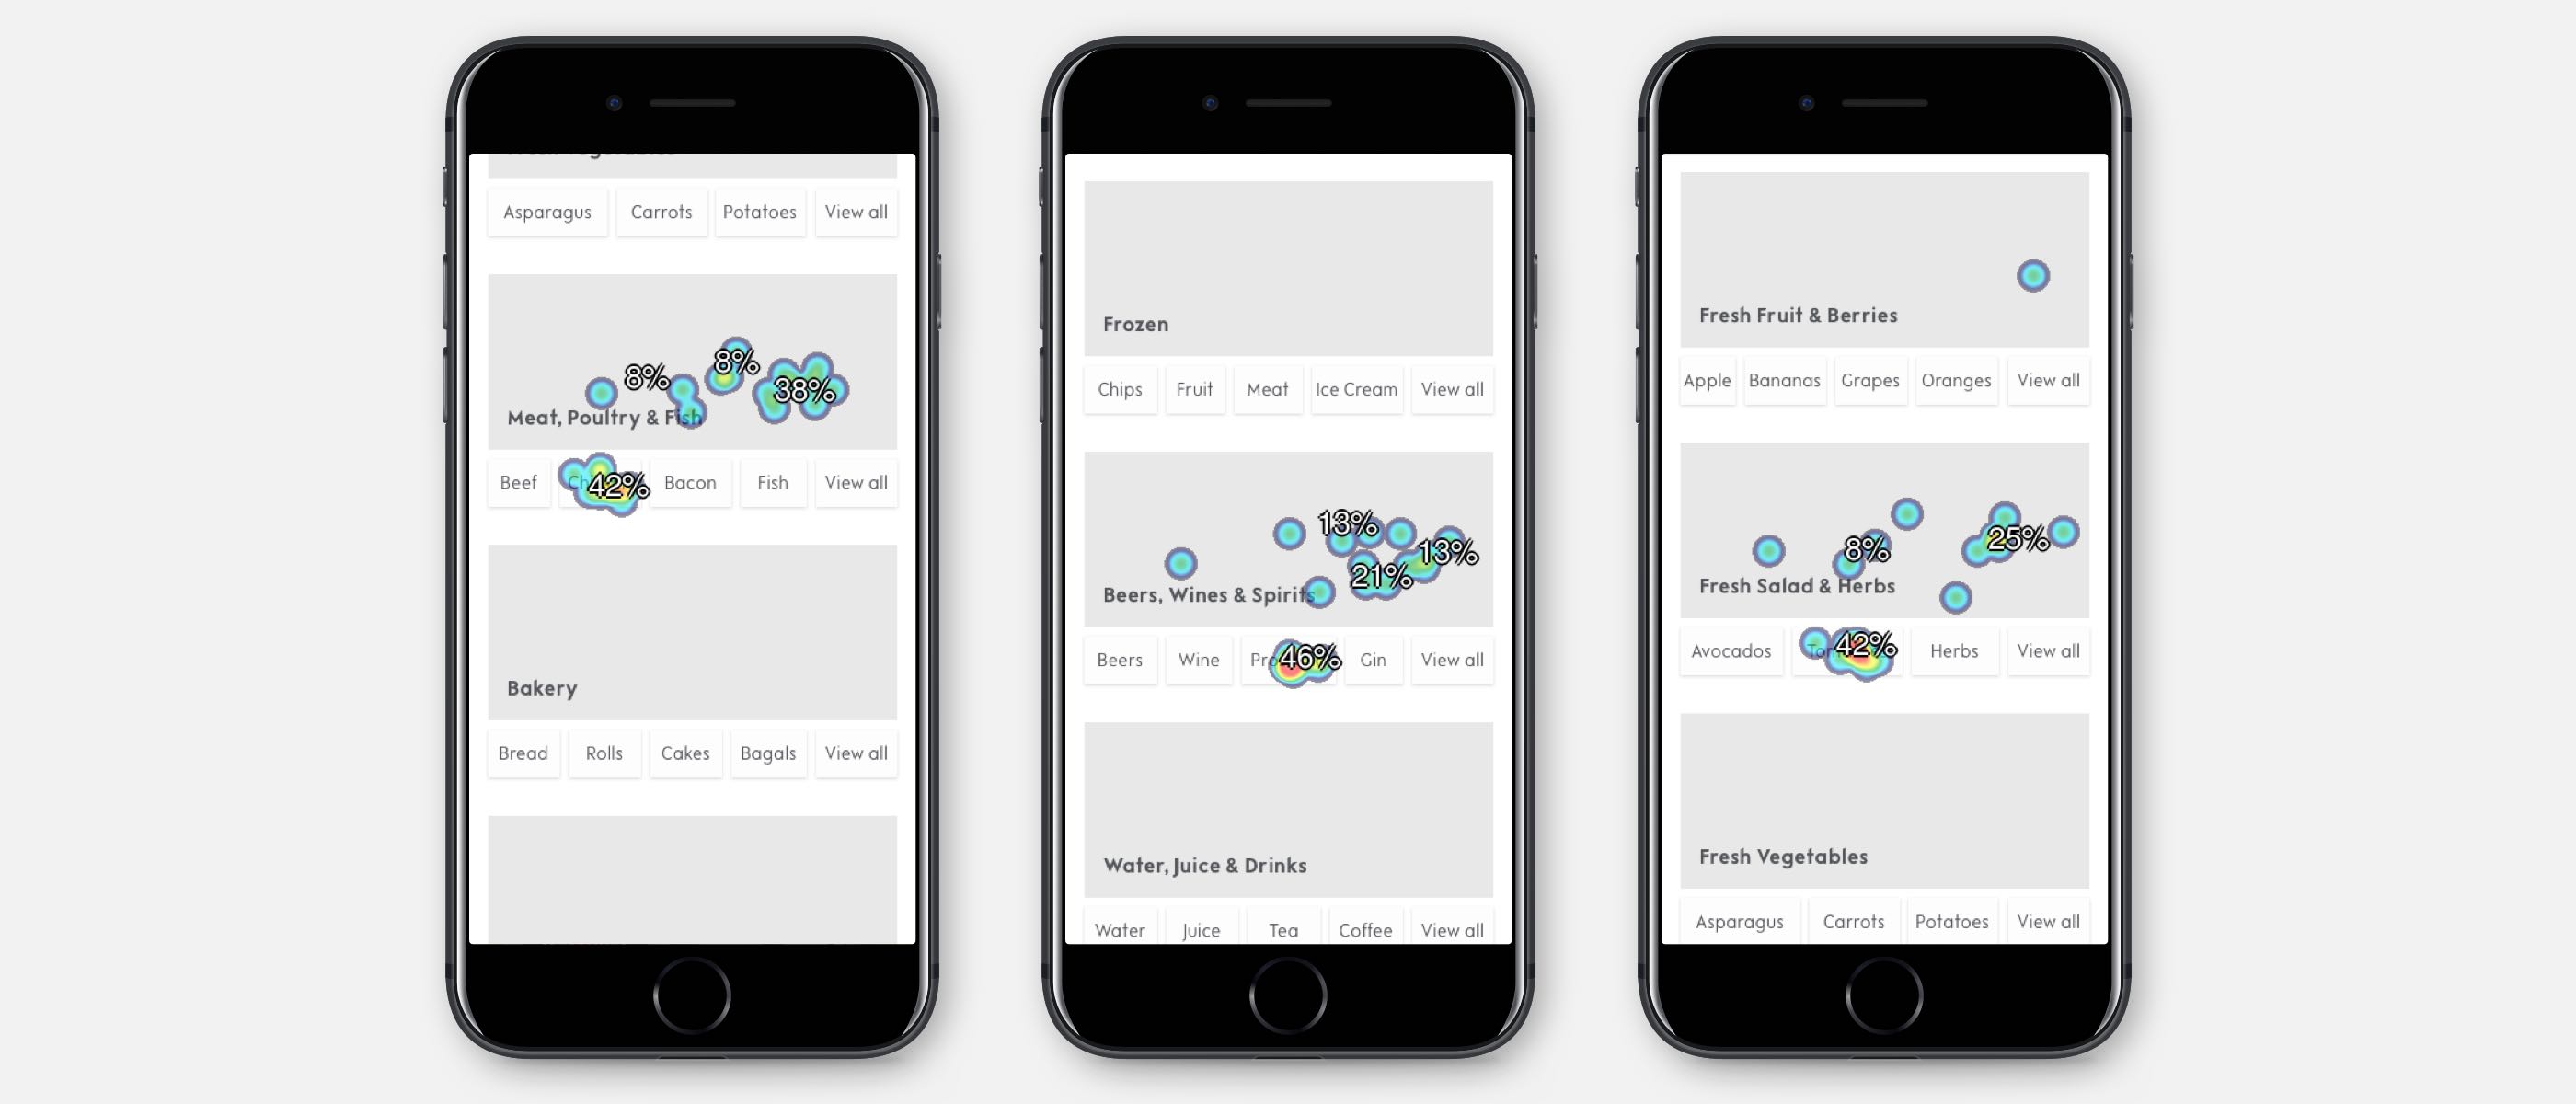 Asparagus Carrots Potatoes View all
8% 8% 38%
Meat, Poultry & Fish
Beef 42% Bacon Fish View all
Bakery
Bread Rolls Cakes Bagals View all
Frozen
Chips Fruit Meat Ice Cream View all
13% 13%
21%
Beers, Wines & Spirits
Beers Wine 46% Gin View all
Water, Juice & Drinks
Water Juice Tea Coffee View all
Fresh Fruit & Berries
Apple Bananas Grapes Oranges View all
8% 25%
Fresh Salad & Herbs
Avocados 42% Herbs View all
Fresh Vegetables
Asparagus Carrots Potatoes View all